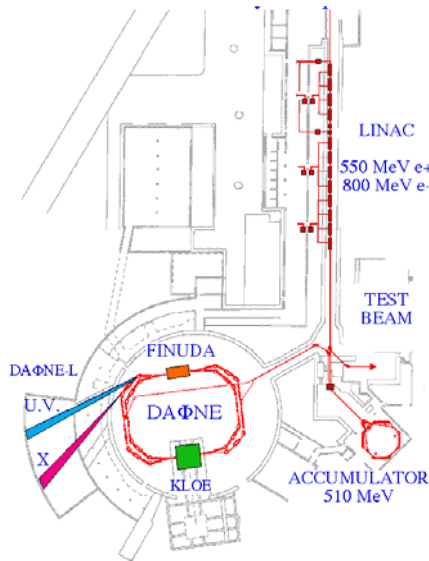 LINAC
550 MeV e+
800 MeV e-
TEST
BEAM
FINUDA
DAΦNE-L
U.V.
DAΦNE
X
KLOE
ACCUMULATOR
510 MeV